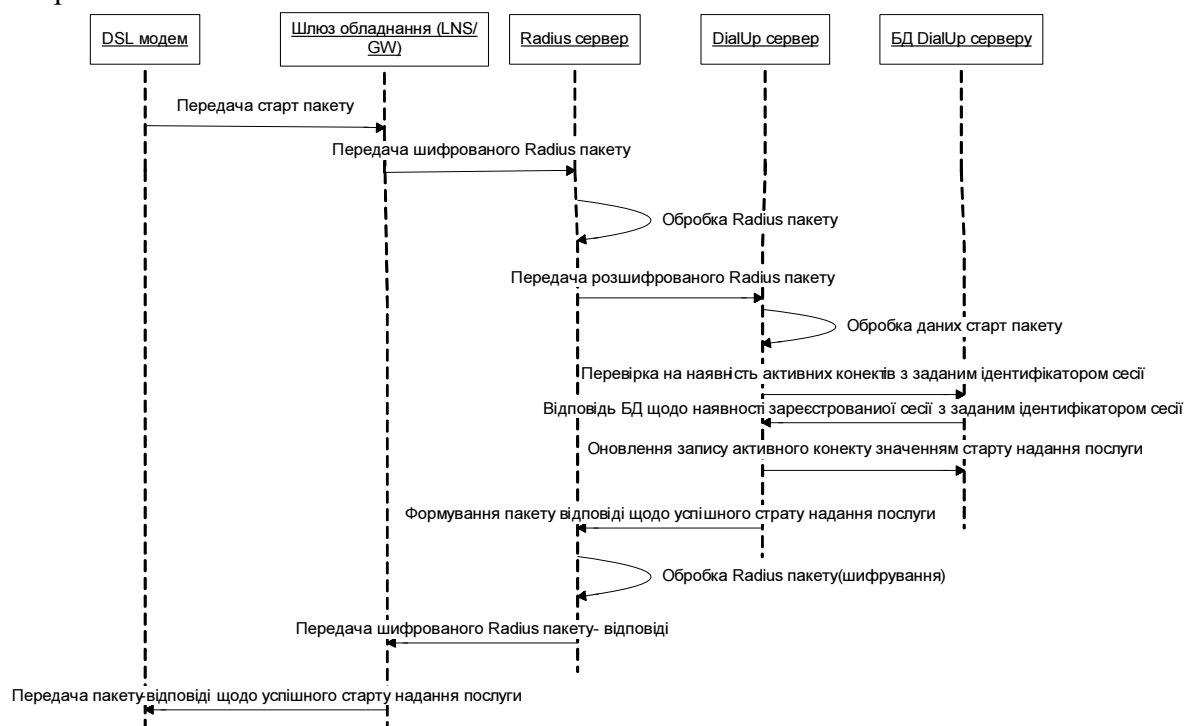 DSL модем
Шлюз обладнання (LNS/
GW)
Radius сервер
DialUp сервер
БД DialUp серверу
Передача старт пакету
Передача шифрованого Radius пакету
Обробка Radius пакету
Передача розшифрованого Radius пакету
Обробка даних старт пакету
Перевірка на наявність активних конектів з заданим ідентифікатором сесії
Відповідь БД щодо наявності зареєстрованиої сесії з заданим ідентифікатором сесії
Оновлення запису активного конекту значенням старту надання послуги
Формування пакету відповіді щодо успішного страту надання послуги
Обробка Radius пакету(шифрування)
Передача шифрованого Radius пакету- відповіді
Передача пакету-відповіді щодо успішного старту надання послуги